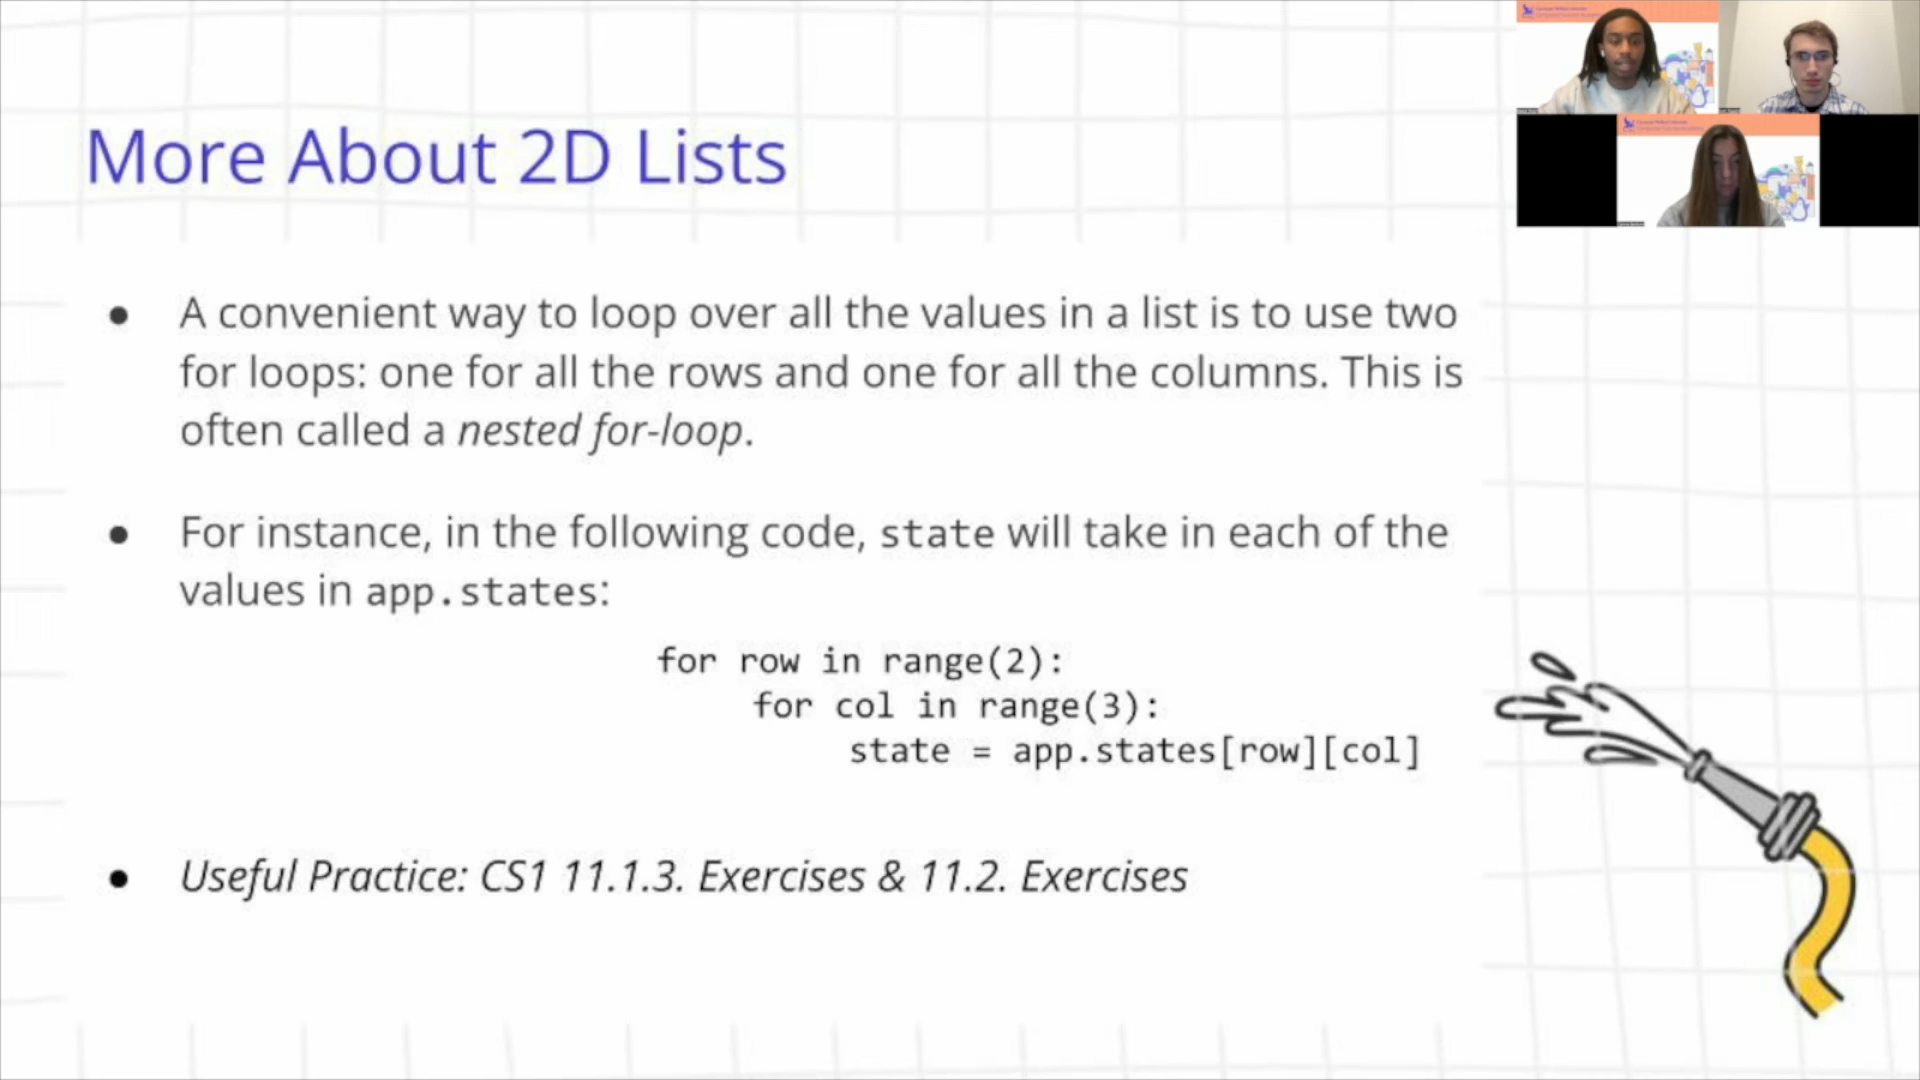 More About 2D Lists
● A convenient way to loop over all the values in a list is to use two
for loops: one for all the rows and one for all the columns. This is
often called a nested for-loop.
● For instance, in the following code, state will take in each of the
values in app.states:
for row in range(2):
for col in range(3):
state = app.states[row][col]
● Useful Practice: CS1 11.1.3. Exercises & 11.2. Exercises